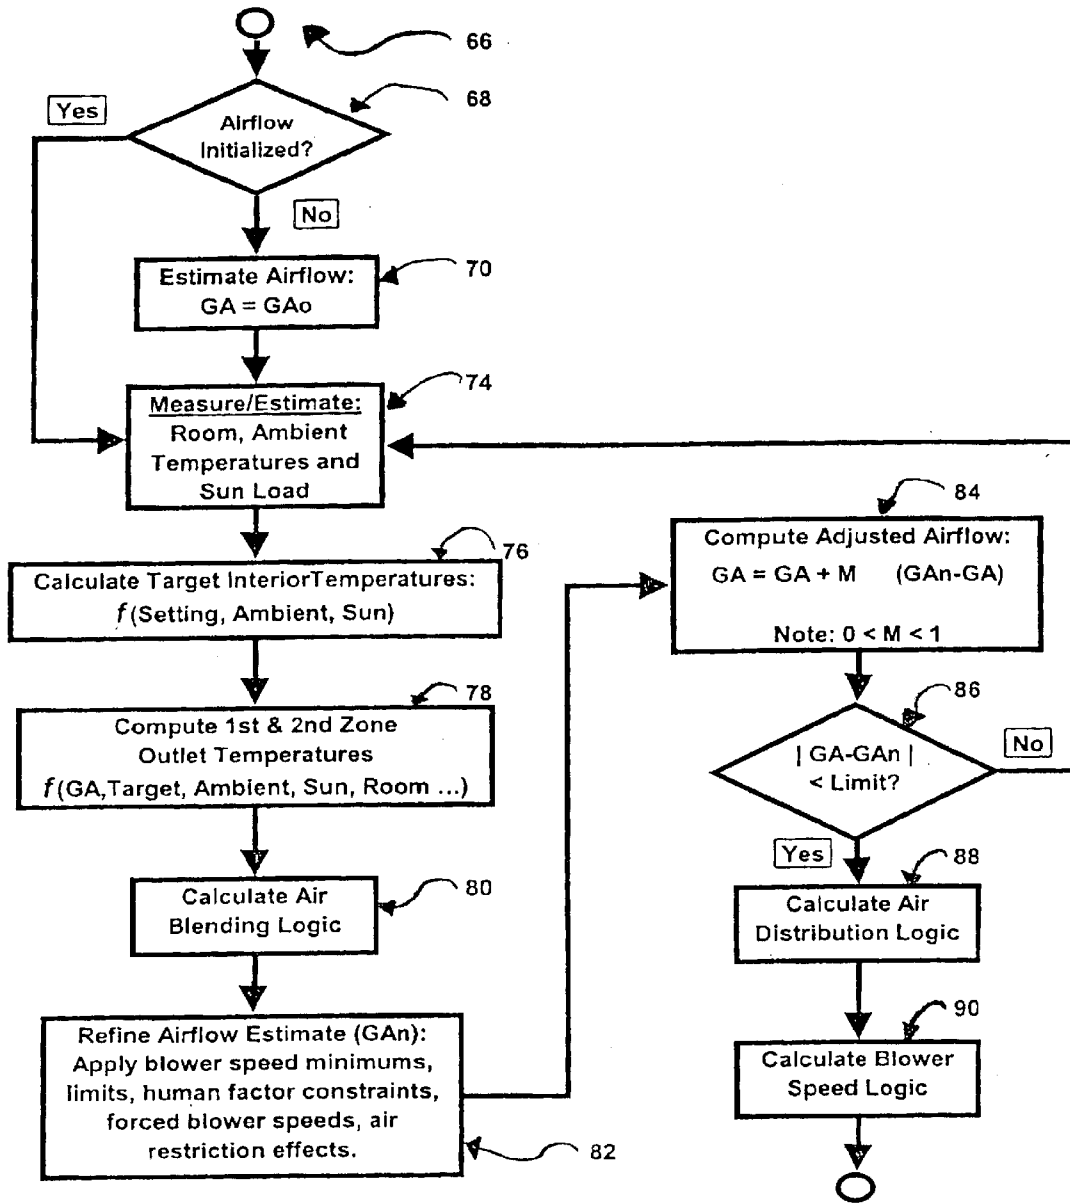 66
68
Yes
Airflow
Initialized?
No
70
Estimate Airflow:
GA = GAo
74
Measure/Estimate:
Room, Ambient
Temperatures and
Sun Load
76
Calculate Target InteriorTemperatures:
f(Setting, Ambient, Sun)
78
Compute 1st & 2nd Zone
Outlet Temperatures
f(GA,Target, Ambient, Sun, Room ...)
80
Calculate Air
Blending Logic
Refine Airflow Estimate (GAn):
Apply blower speed minimums,
limits, human factor constraints,
forced blower speeds, air
restriction effects.
82
84
Compute Adjusted Airflow:
GA = GA + M (GAn-GA)
Note: 0 < M < 1
86
| GA-GAn |
< Limit?
No
Yes
88
Calculate Air
Distribution Logic
90
Calculate Blower
Speed Logic